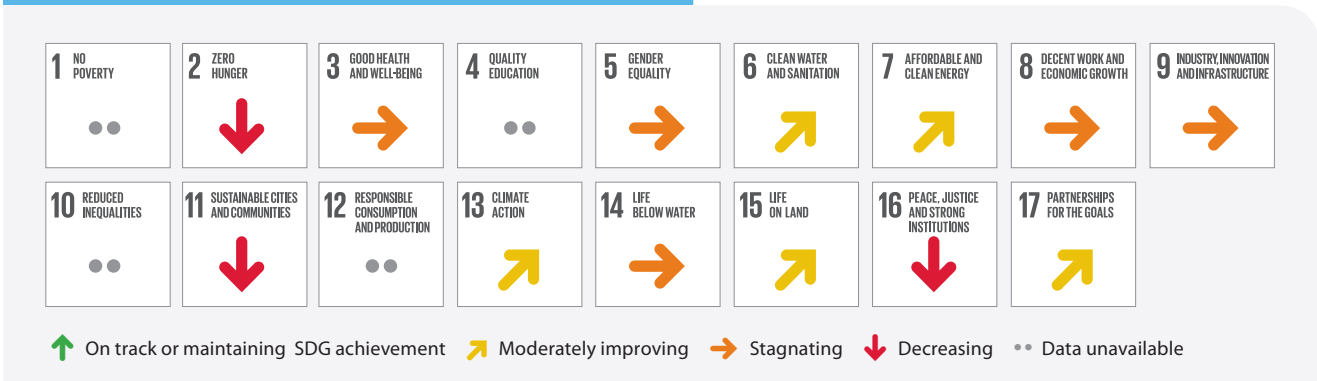 1 NO
POVERTY
2 ZERO
HUNGER
3 GOOD HEALTH
AND WELL-BEING
4 QUALITY
EDUCATION
5 GENDER
EQUALITY
6 CLEAN WATER
AND SANITATION
7 AFFORDABLE AND
CLEAN ENERGY
8 DECENT WORK AND
ECONOMIC GROWTH
9 INDUSTRY, INNOVATION
AND INFRASTRUCTURE
10 REDUCED
INEQUALITIES
11 SUSTAINABLE CITIES
AND COMMUNITIES
12 RESPONSIBLE
CONSUMPTION
AND PRODUCTION
13 CLIMATE
ACTION
14 LIFE
BELOW WATER
15 LIFE
ON LAND
16 PEACE, JUSTICE
AND STRONG
INSTITUTIONS
17 PARTNERSHIPS
FOR THE GOALS
On track or maintaining SDG achievement Moderately improving Stagnating Decreasing Data unavailable